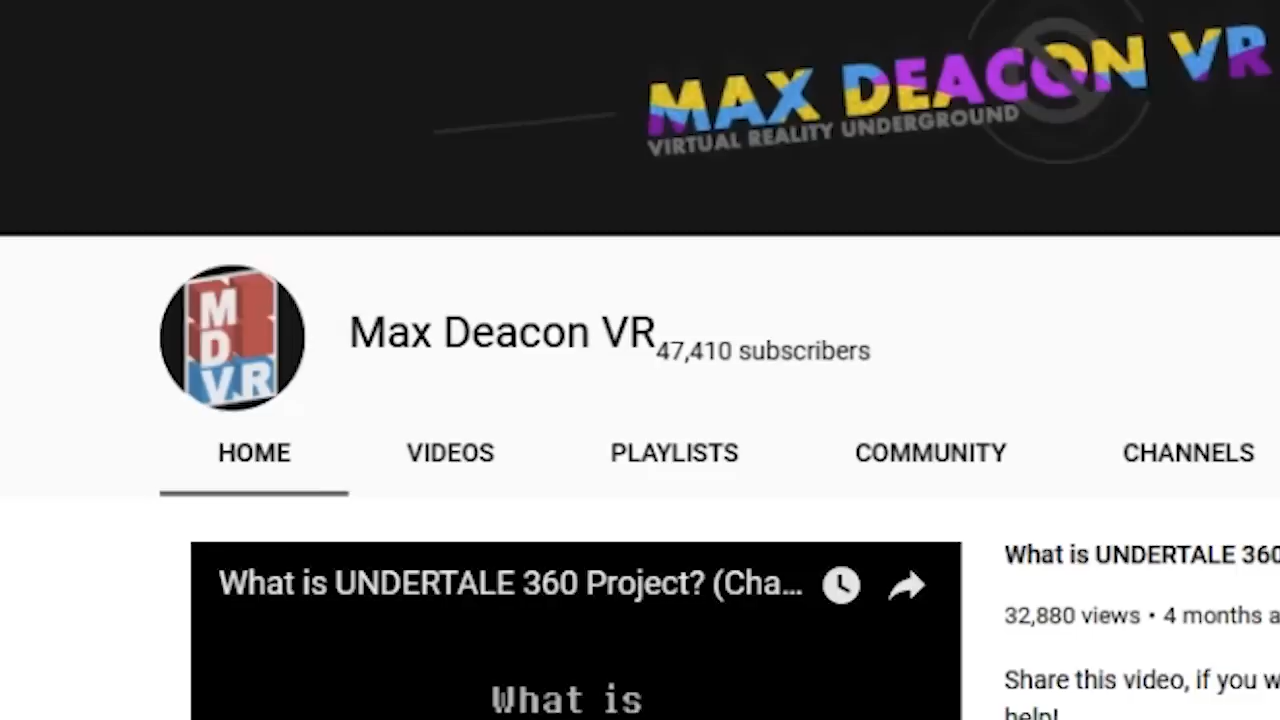 MAX DEACON VR
VIRTUAL REALITY UNDERGROUND
M
D
VR
Max Deacon VR
47,410 subscribers
HOME VIDEOS PLAYLISTS COMMUNITY CHANNELS
What is UNDERTALE 360 Project? (Cha...
What is UNDERTALE 360
32,880 views • 4 months a
Share this video, if you w
help!
What is